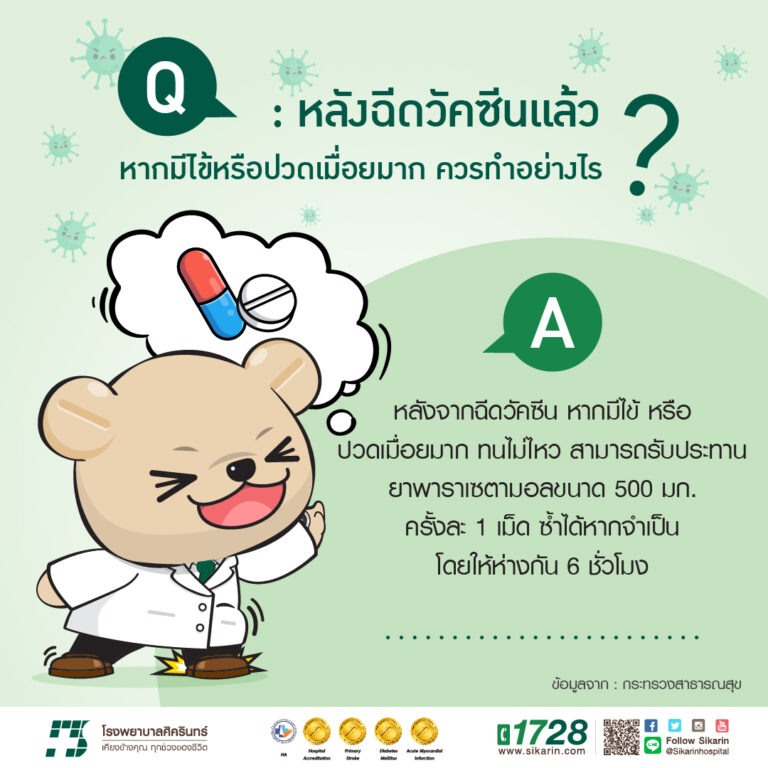 Q
: หลังฉีดวัคซีนแล้ว
หากมีไข้หรือปวดเมื่อยมาก ควรทำอย่างไร ?
A
หลังจากฉีดวัคซีน หากมีไข้ หรือ
ปวดเมื่อยมาก ทนไม่ไหว สามารถรับประทาน
ยาพาราเซตามอลขนาด 500 มก.
ครั้งละ 1 เม็ด ซ้ำได้หากจำเป็น
โดยให้ห่างกัน 6 ชั่วโมง
ข้อมูลจาก : กระทรวงสาธารณสุข
โรงพยาบาลศิครินทร์
เคียงข้างคุณ ทุกช่วงของชีวิต
HA
Hospital Accreditation
Primary Stroke
Diabetes Mellitus
Acute Myocardial Infarction
1728
www.sikarin.com
Follow Sikarin
@Sikarinhospital